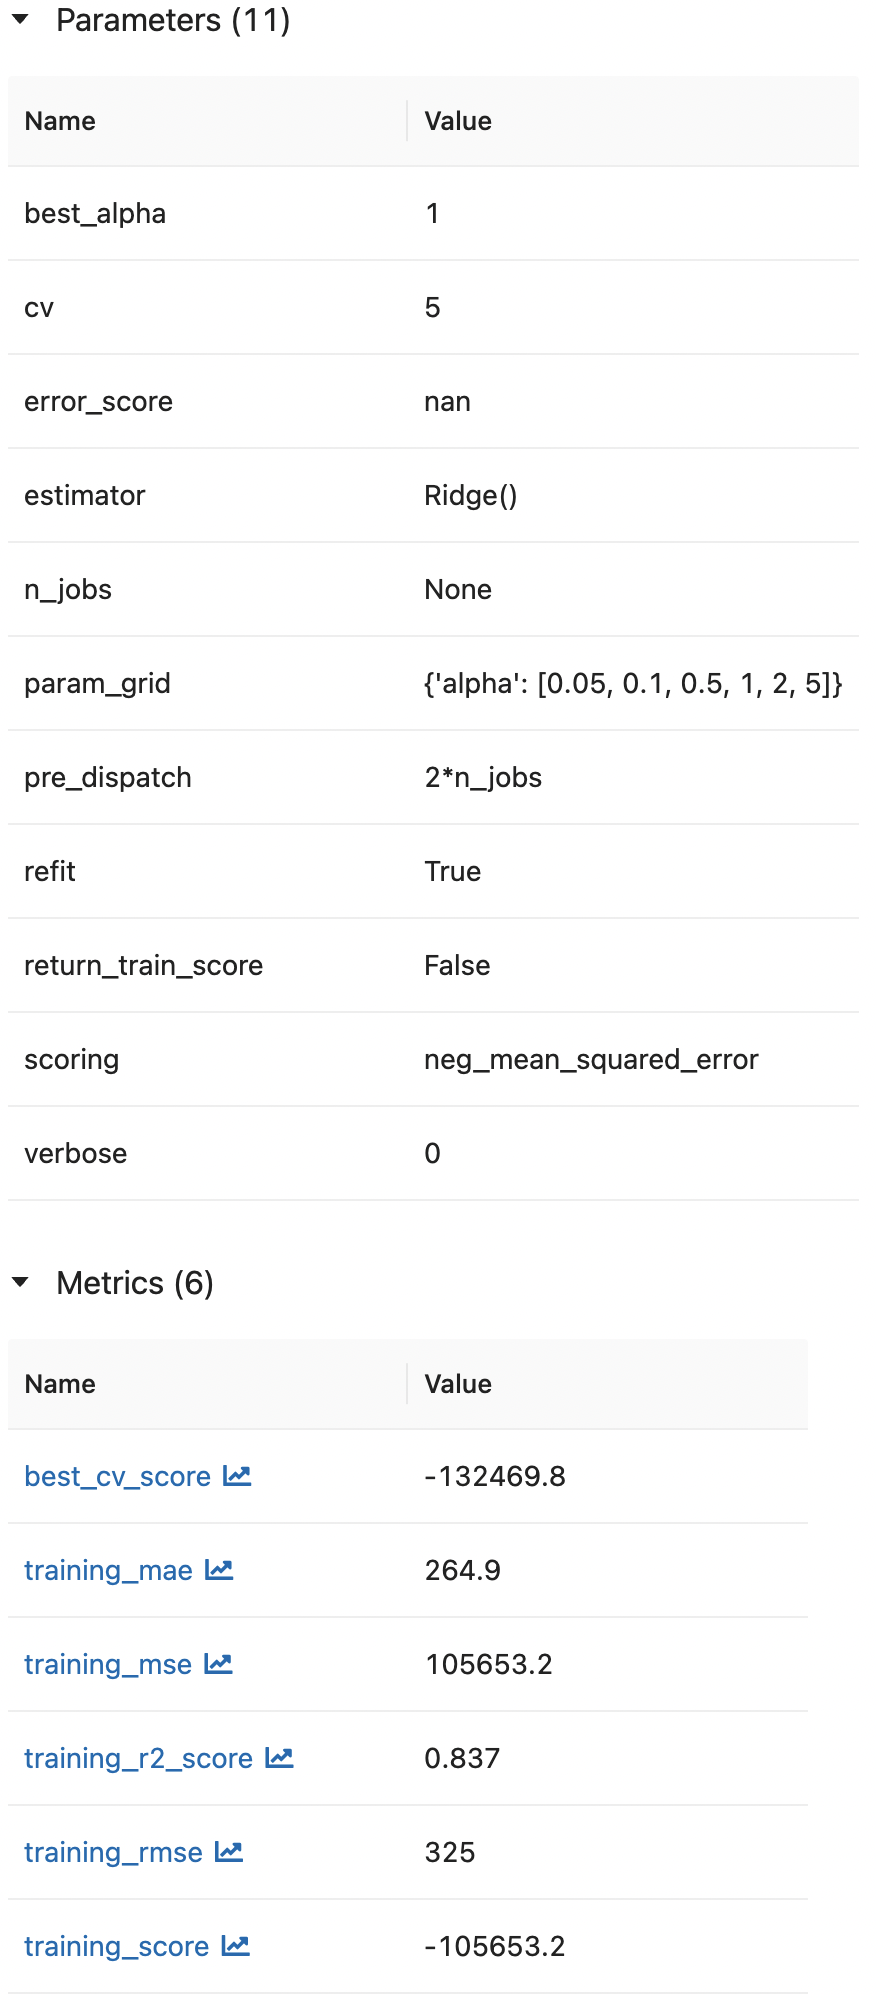 Parameters (11)
Name Value
best_alpha 1
cv 5
error_score nan
estimator Ridge()
n_jobs None
param_grid {'alpha': [0.05, 0.1, 0.5, 1, 2, 5]}
pre_dispatch 2*n_jobs
refit True
return_train_score False
scoring neg_mean_squared_error
verbose 0
Metrics (6)
Name Value
best_cv_score -132469.8
training_mae 264.9
training_mse 105653.2
training_r2_score 0.837
training_rmse 325
training_score -105653.2